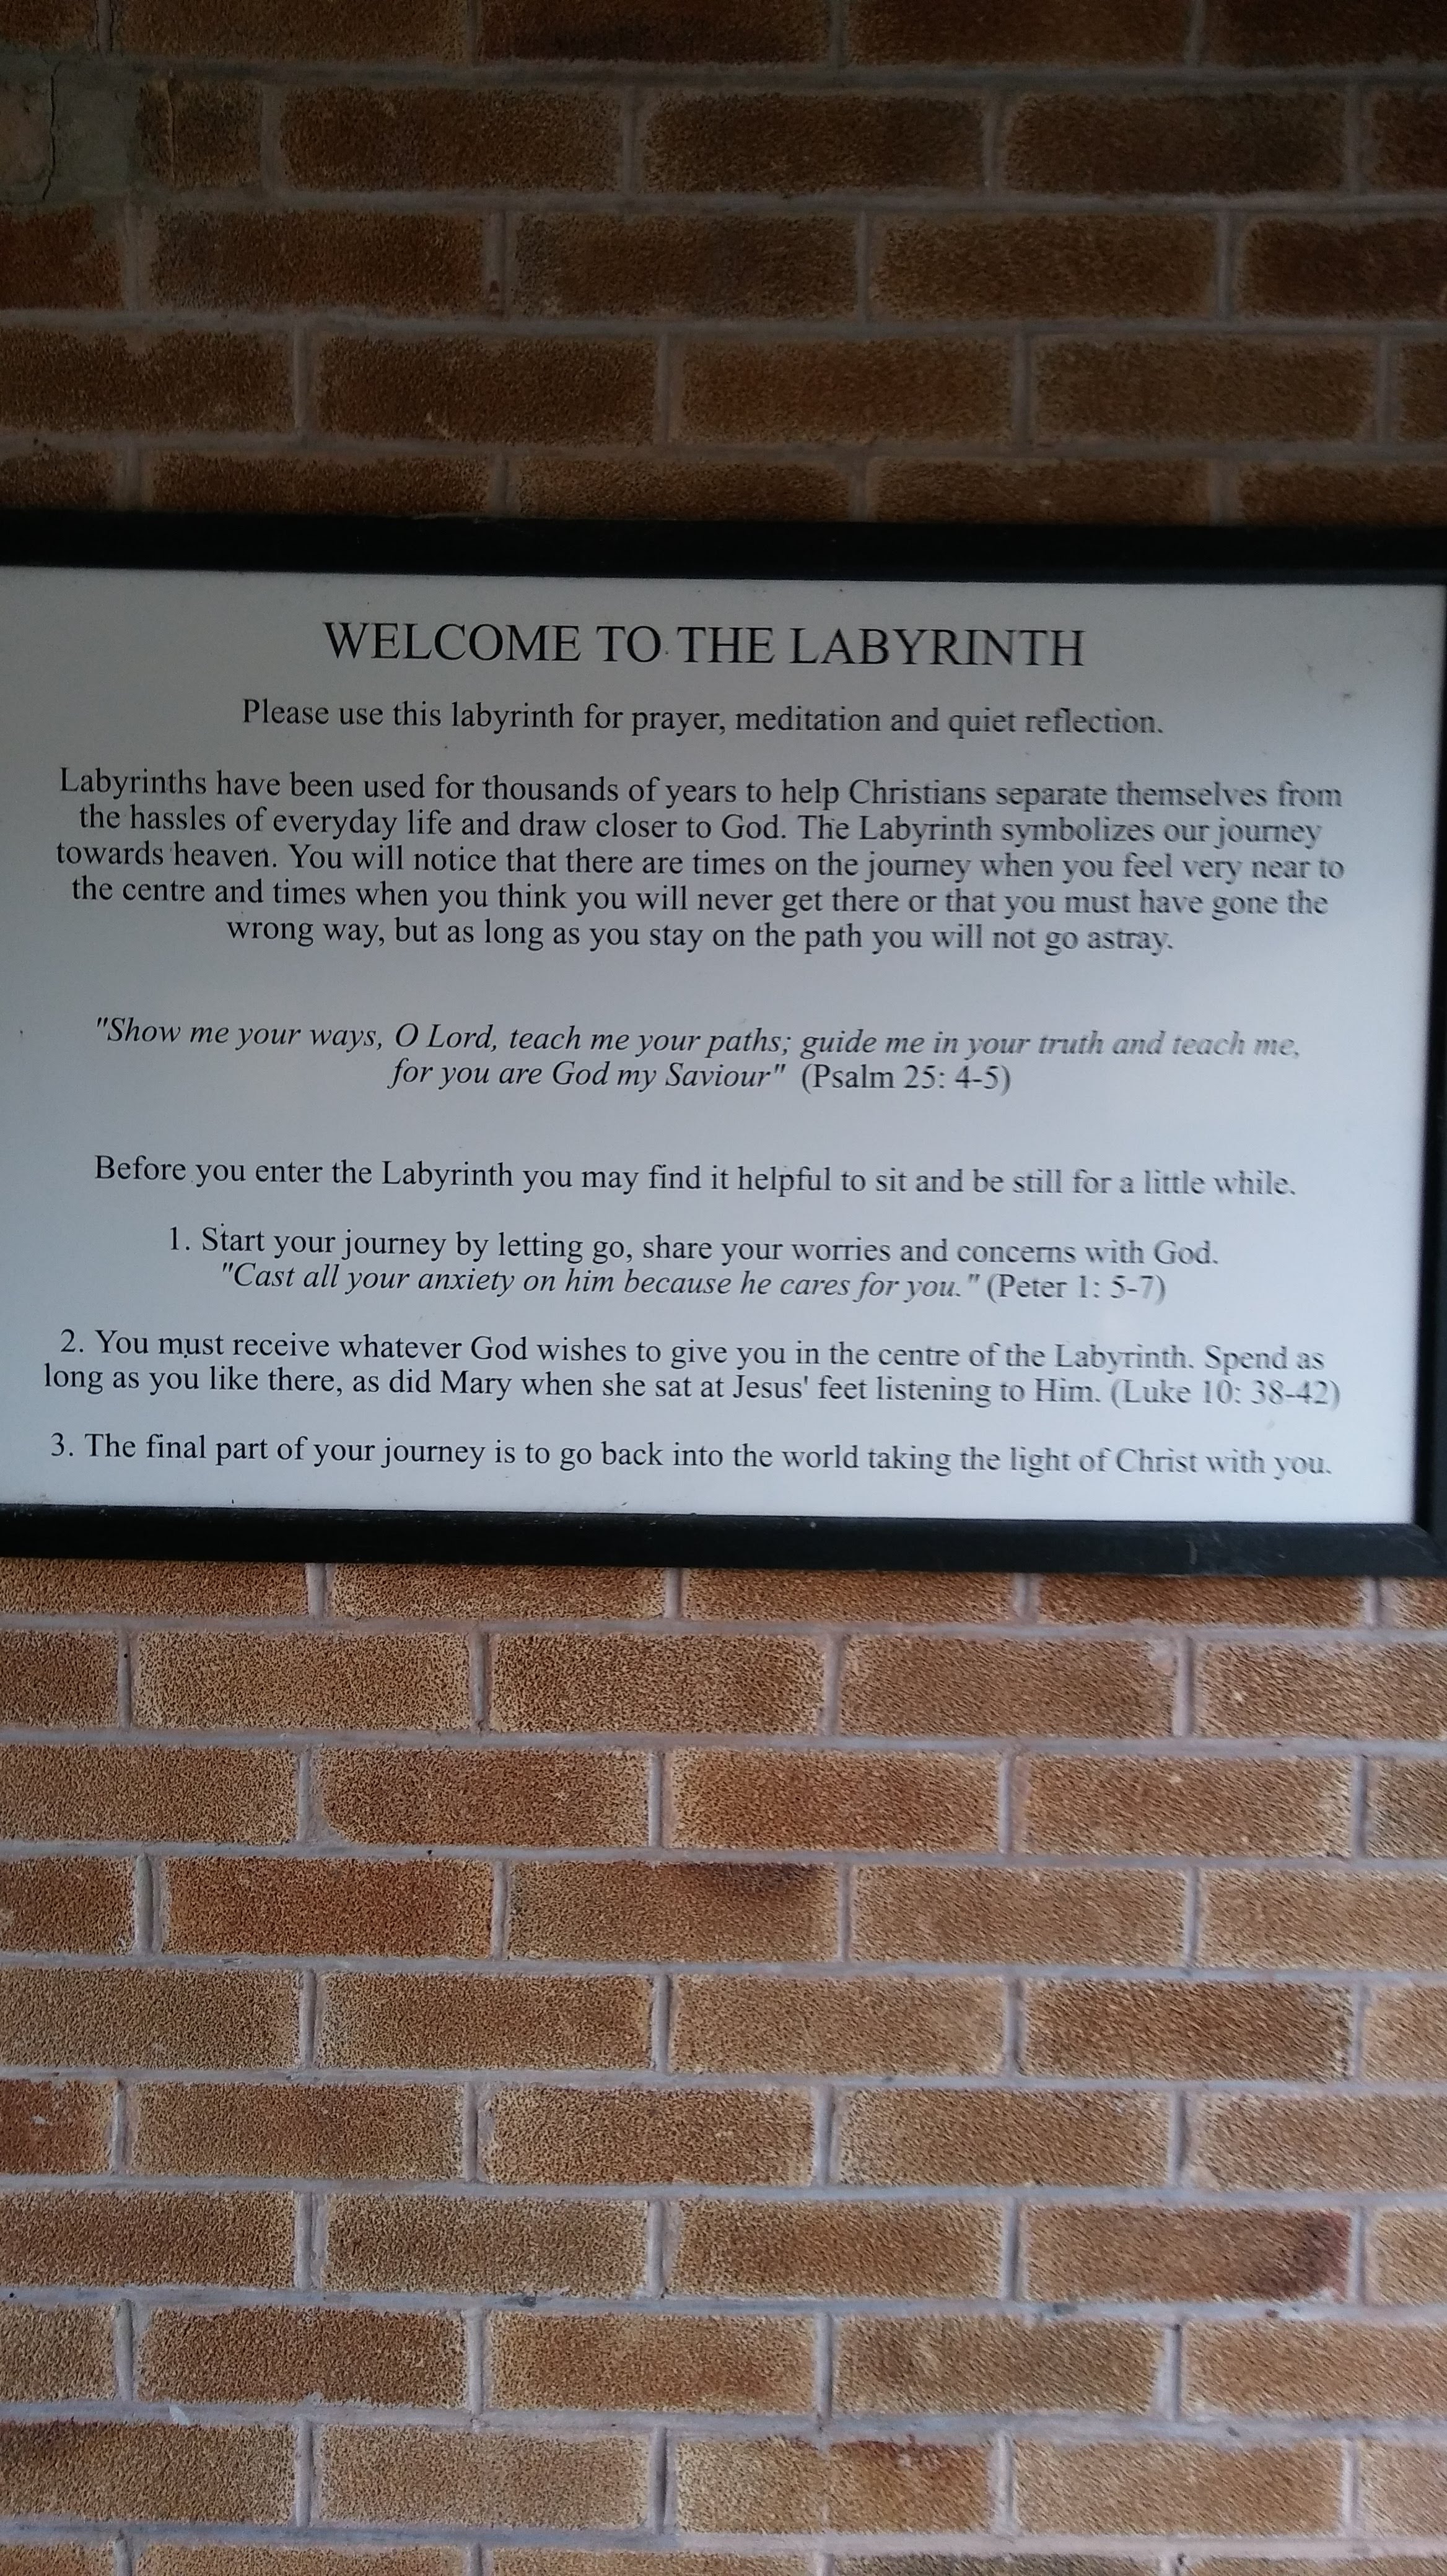 WELCOME TO THE LABYRINTH
Please use this labyrinth for prayer, meditation and quiet reflection.
Labyrinths have been used for thousands of years to help Christians separate themselves from
the hassles of everyday life and draw closer to God. The Labyrinth symbolizes our journey
towards heaven. You will notice that there are times on the journey when you feel very near to
the centre and times when you think you will never get there or that you must have gone the
wrong way, but as long as you stay on the path you will not go astray.
"Show me your ways, O Lord, teach me your paths; guide me in your truth and teach me,
for you are God my Saviour" (Psalm 25: 4-5)
Before you enter the Labyrinth you may find it helpful to sit and be still for a little while.
1. Start your journey by letting go, share your worries and concerns with God.
"Cast all your anxiety on him because he cares for you." (Peter 1: 5-7)
2. You must receive whatever God wishes to give you in the centre of the Labyrinth. Spend as
long as you like there, as did Mary when she sat at Jesus' feet listening to Him. (Luke 10: 38-42)
3. The final part of your journey is to go back into the world taking the light of Christ with you.